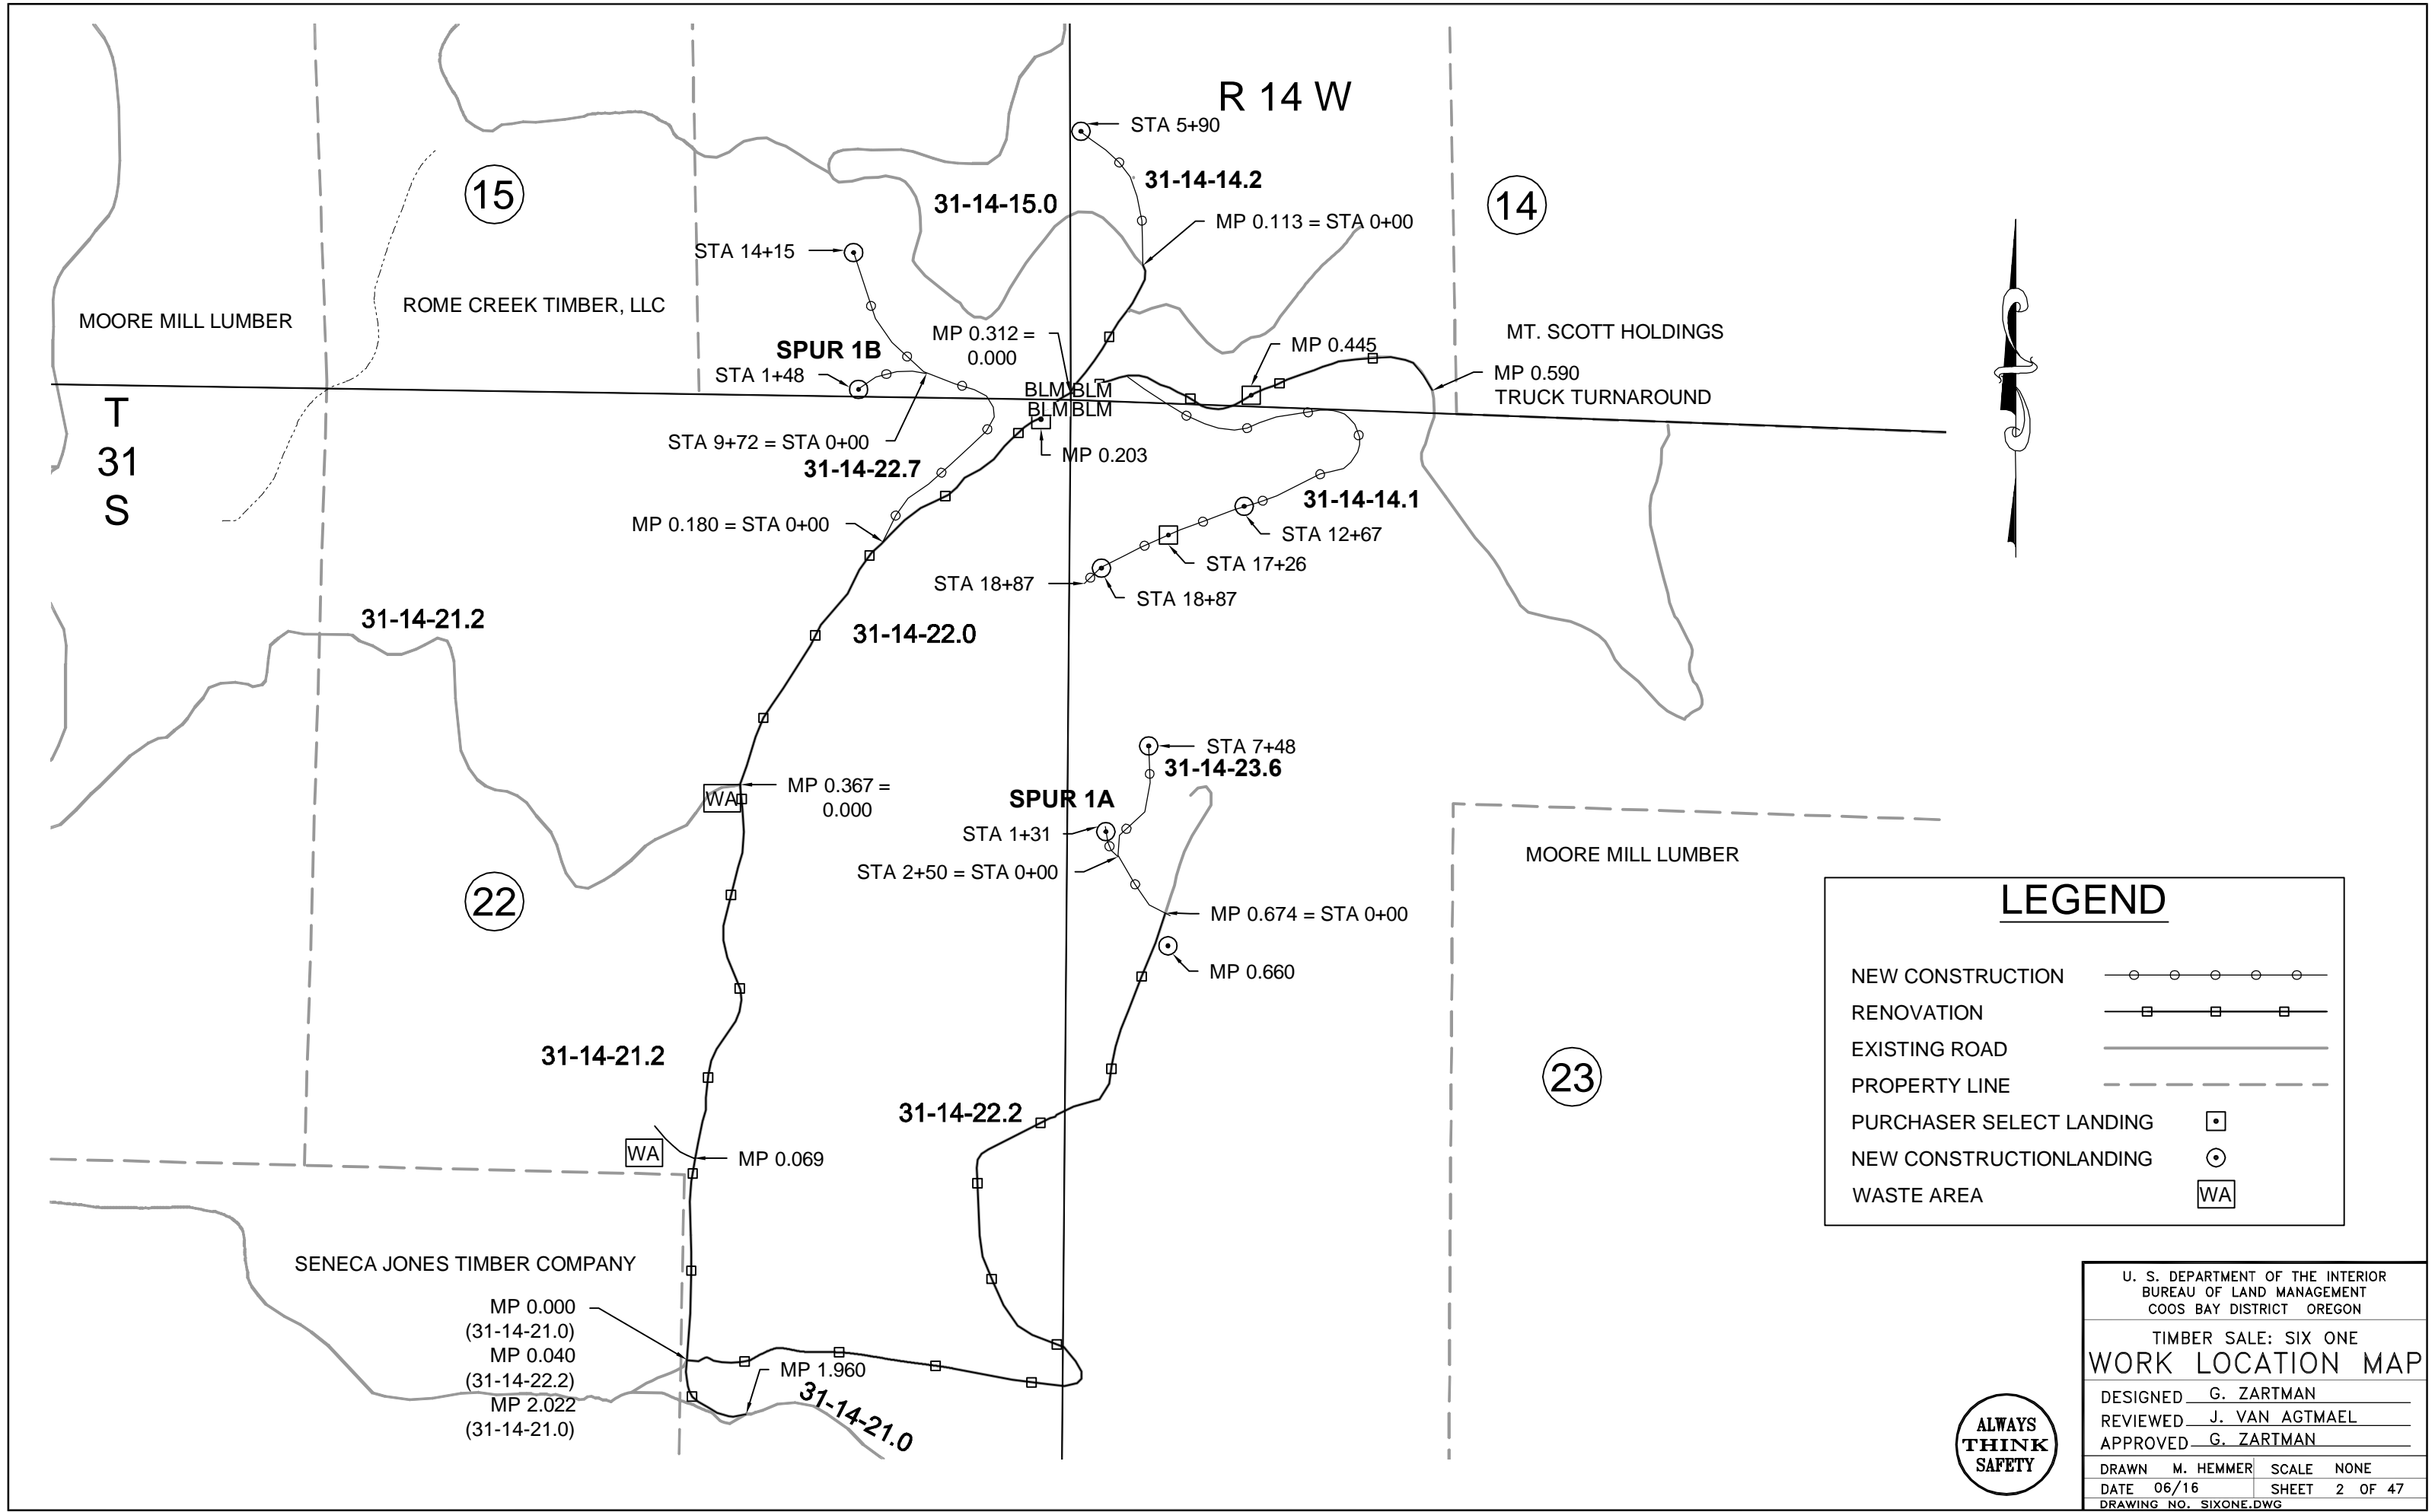 R 14 W
STA 5+90
31-14-14.2
15
31-14-15.0
14
MP 0.113 = STA 0+00
STA 14+15
ROME CREEK TIMBER, LLC
MOORE MILL LUMBER
MT. SCOTT HOLDINGS
MP 0.312 =
0.000
MP 0.445
SPUR 1B
STA 1+48
MP 0.590
TRUCK TURNAROUND
BLM BLM
BLM BLM
T
31
S
STA 9+72 = STA 0+00
MP 0.203
31-14-22.7
31-14-14.1
MP 0.180 = STA 0+00
STA 12+67
STA 17+26
STA 18+87
STA 18+87
31-14-21.2
31-14-22.0
STA 7+48
31-14-23.6
WA
MP 0.367 =
0.000
SPUR 1A
STA 1+31
STA 2+50 = STA 0+00
MOORE MILL LUMBER
22
MP 0.674 = STA 0+00
MP 0.660
31-14-21.2
23
31-14-22.2
WA
MP 0.069
SENECA JONES TIMBER COMPANY
MP 0.000
(31-14-21.0)
MP 0.040
(31-14-22.2)
MP 2.022
(31-14-21.0)
MP 1.960
31-14-21.0
LEGEND
NEW CONSTRUCTION
RENOVATION
EXISTING ROAD
PROPERTY LINE
PURCHASER SELECT LANDING
NEW CONSTRUCTIONLANDING
WASTE AREA WA
ALWAYS
THINK
SAFETY
U. S. DEPARTMENT OF THE INTERIOR
BUREAU OF LAND MANAGEMENT
COOS BAY DISTRICT OREGON
TIMBER SALE: SIX ONE
WORK LOCATION MAP
DESIGNED G. ZARTMAN
REVIEWED J. VAN AGTMAEL
APPROVED G. ZARTMAN
DRAWN M. HEMMER SCALE NONE
DATE 06/16 SHEET 2 OF 47
DRAWING NO. SIXONE.DWG